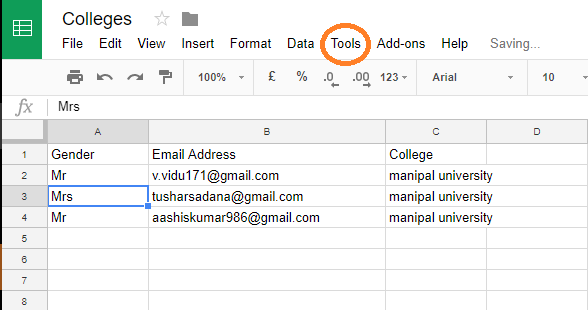 Colleges
File Edit View Insert Format Data Tools Add-ons Help Saving...
100% £ % .0 .00 123 Arial 10
fx Mrs
A B C D
1 Gender Email Address College
2 Mr v.vidu171@gmail.com manipal university
3 Mrs tusharsadana@gmail.com manipal university
4 Mr aashiskumar986@gmail.com manipal university
5
6
7
8